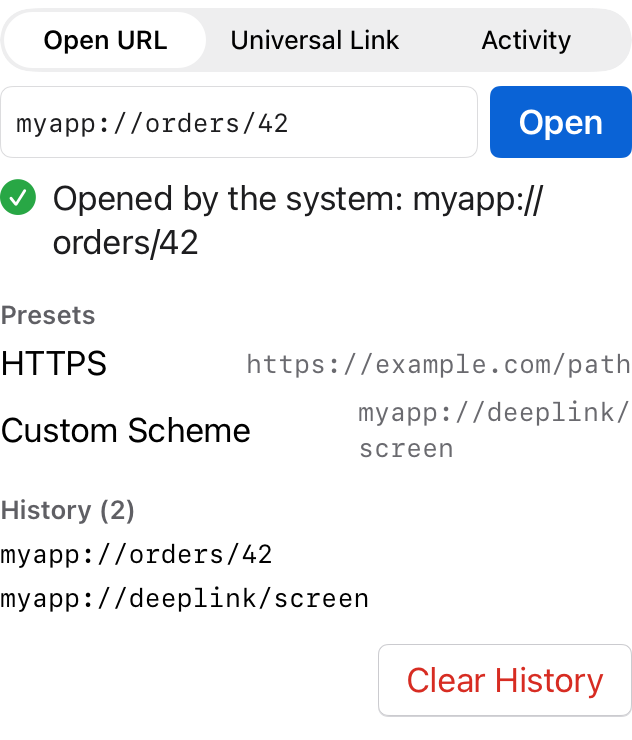 Open URL Universal Link Activity
myapp://orders/42 Open
Opened by the system: myapp://
orders/42
Presets
HTTPS https://example.com/path
Custom Scheme myapp://deeplink/
screen
History (2)
myapp://orders/42
myapp://deeplink/screen
Clear History